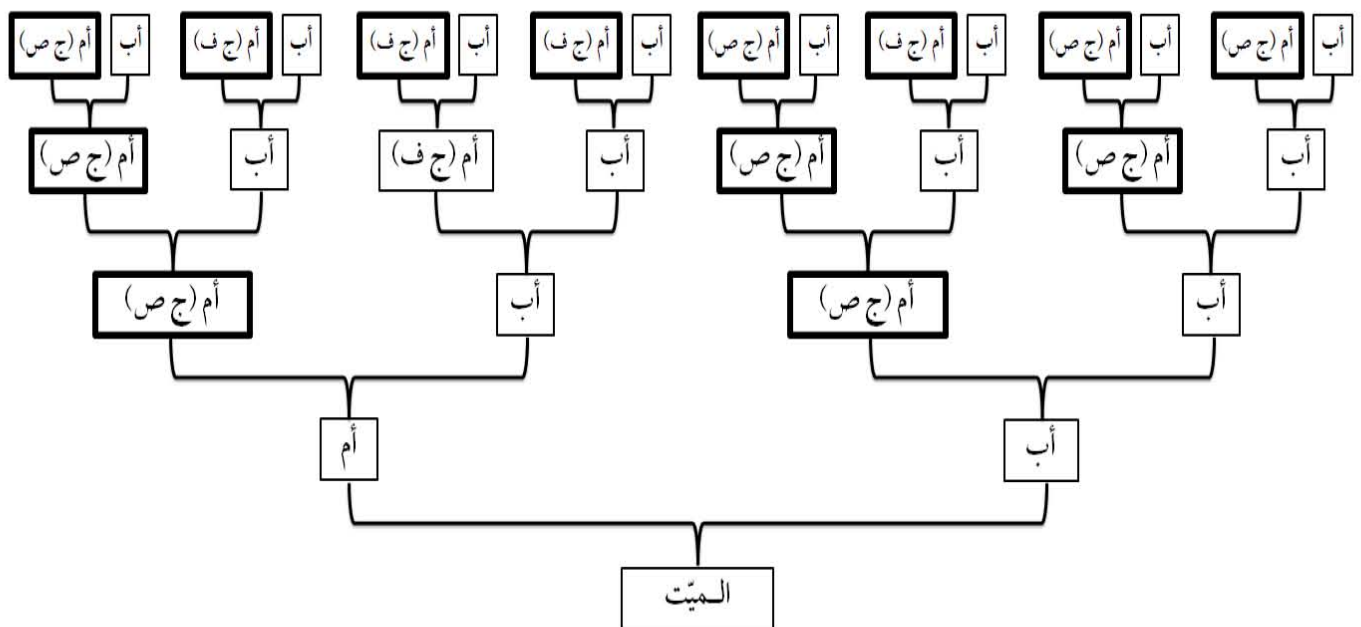 أب أم (ج ص) أب أم (ج ص) أب أم (ج ف) أب أم (ج ص) أب أم (ج ف) أب أم (ج ف) أب أم (ج ف) أب أم (ج ص)
أب أم (ج ص) أب أم (ج ص) أب أم (ج ف) أب أم (ج ص)
أب أم (ج ص) أب أم (ج ص)
أب أم
الـميّت